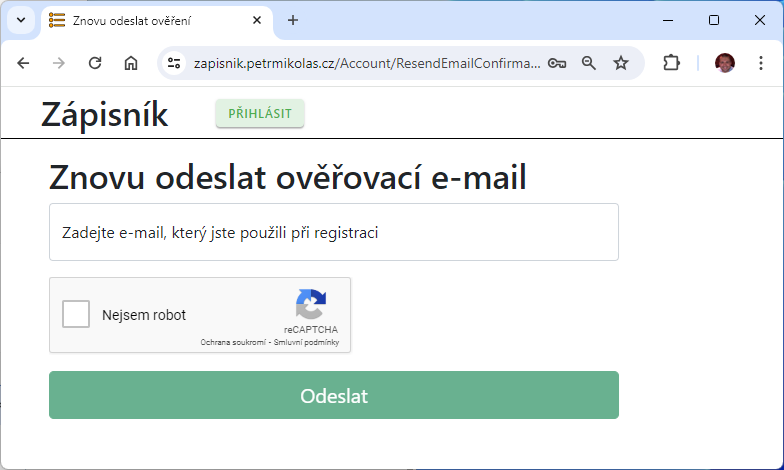 Znovu odeslat ověření
zapisnik.petrmikolas.cz/Account/ResendEmailConfirma...
Zápisník
PŘIHLÁSIT
Znovu odeslat ověřovací e-mail
Zadejte e-mail, který jste použili při registraci
Nejsem robot
reCAPTCHA
Ochrana soukromí - Smluvní podmínky
Odeslat